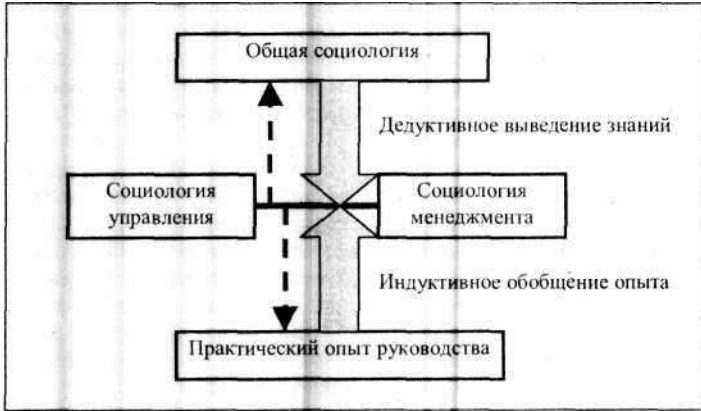 Общая социология
Дедуктивное выведение знаний
Социология
управления
Социология
менеджмента
Индуктивное обобщение опыта
Практический опыт руководства